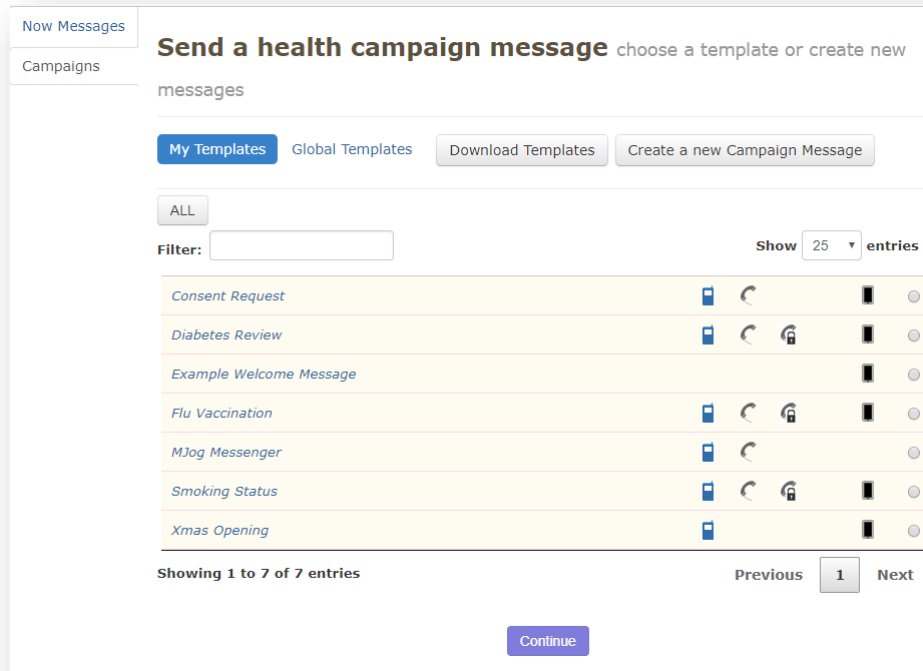 Now Messages
Campaigns
Send a health campaign message choose a template or create new
messages
My Templates Global Templates Download Templates Create a new Campaign Message
ALL
Filter: Show 25 entries
Consent Request
Diabetes Review
Example Welcome Message
Flu Vaccination
MJog Messenger
Smoking Status
Xmas Opening
Showing 1 to 7 of 7 entries Previous 1 Next
Continue